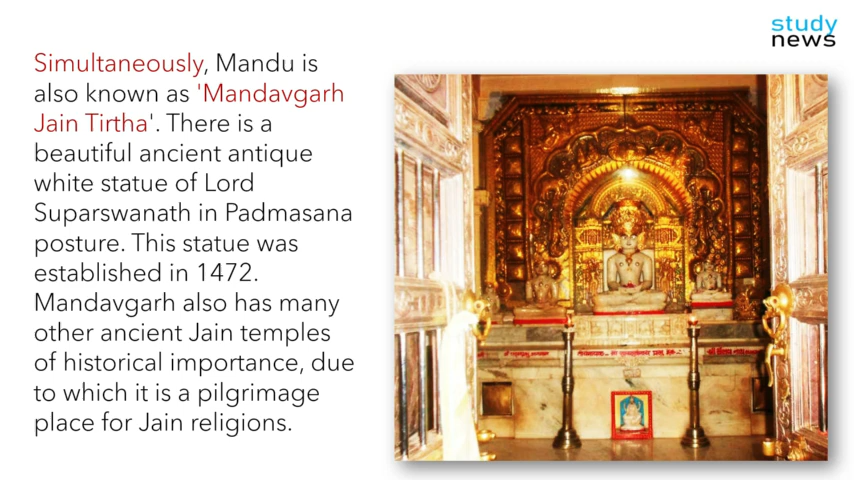 study
news
Simultaneously, Mandu is
also known as 'Mandavgarh
Jain Tirtha'. There is a
beautiful ancient antique
white statue of Lord
Suparswanath in Padmasana
posture. This statue was
established in 1472.
Mandavgarh also has many
other ancient Jain temples
of historical importance, due
to which it is a pilgrimage
place for Jain religions.